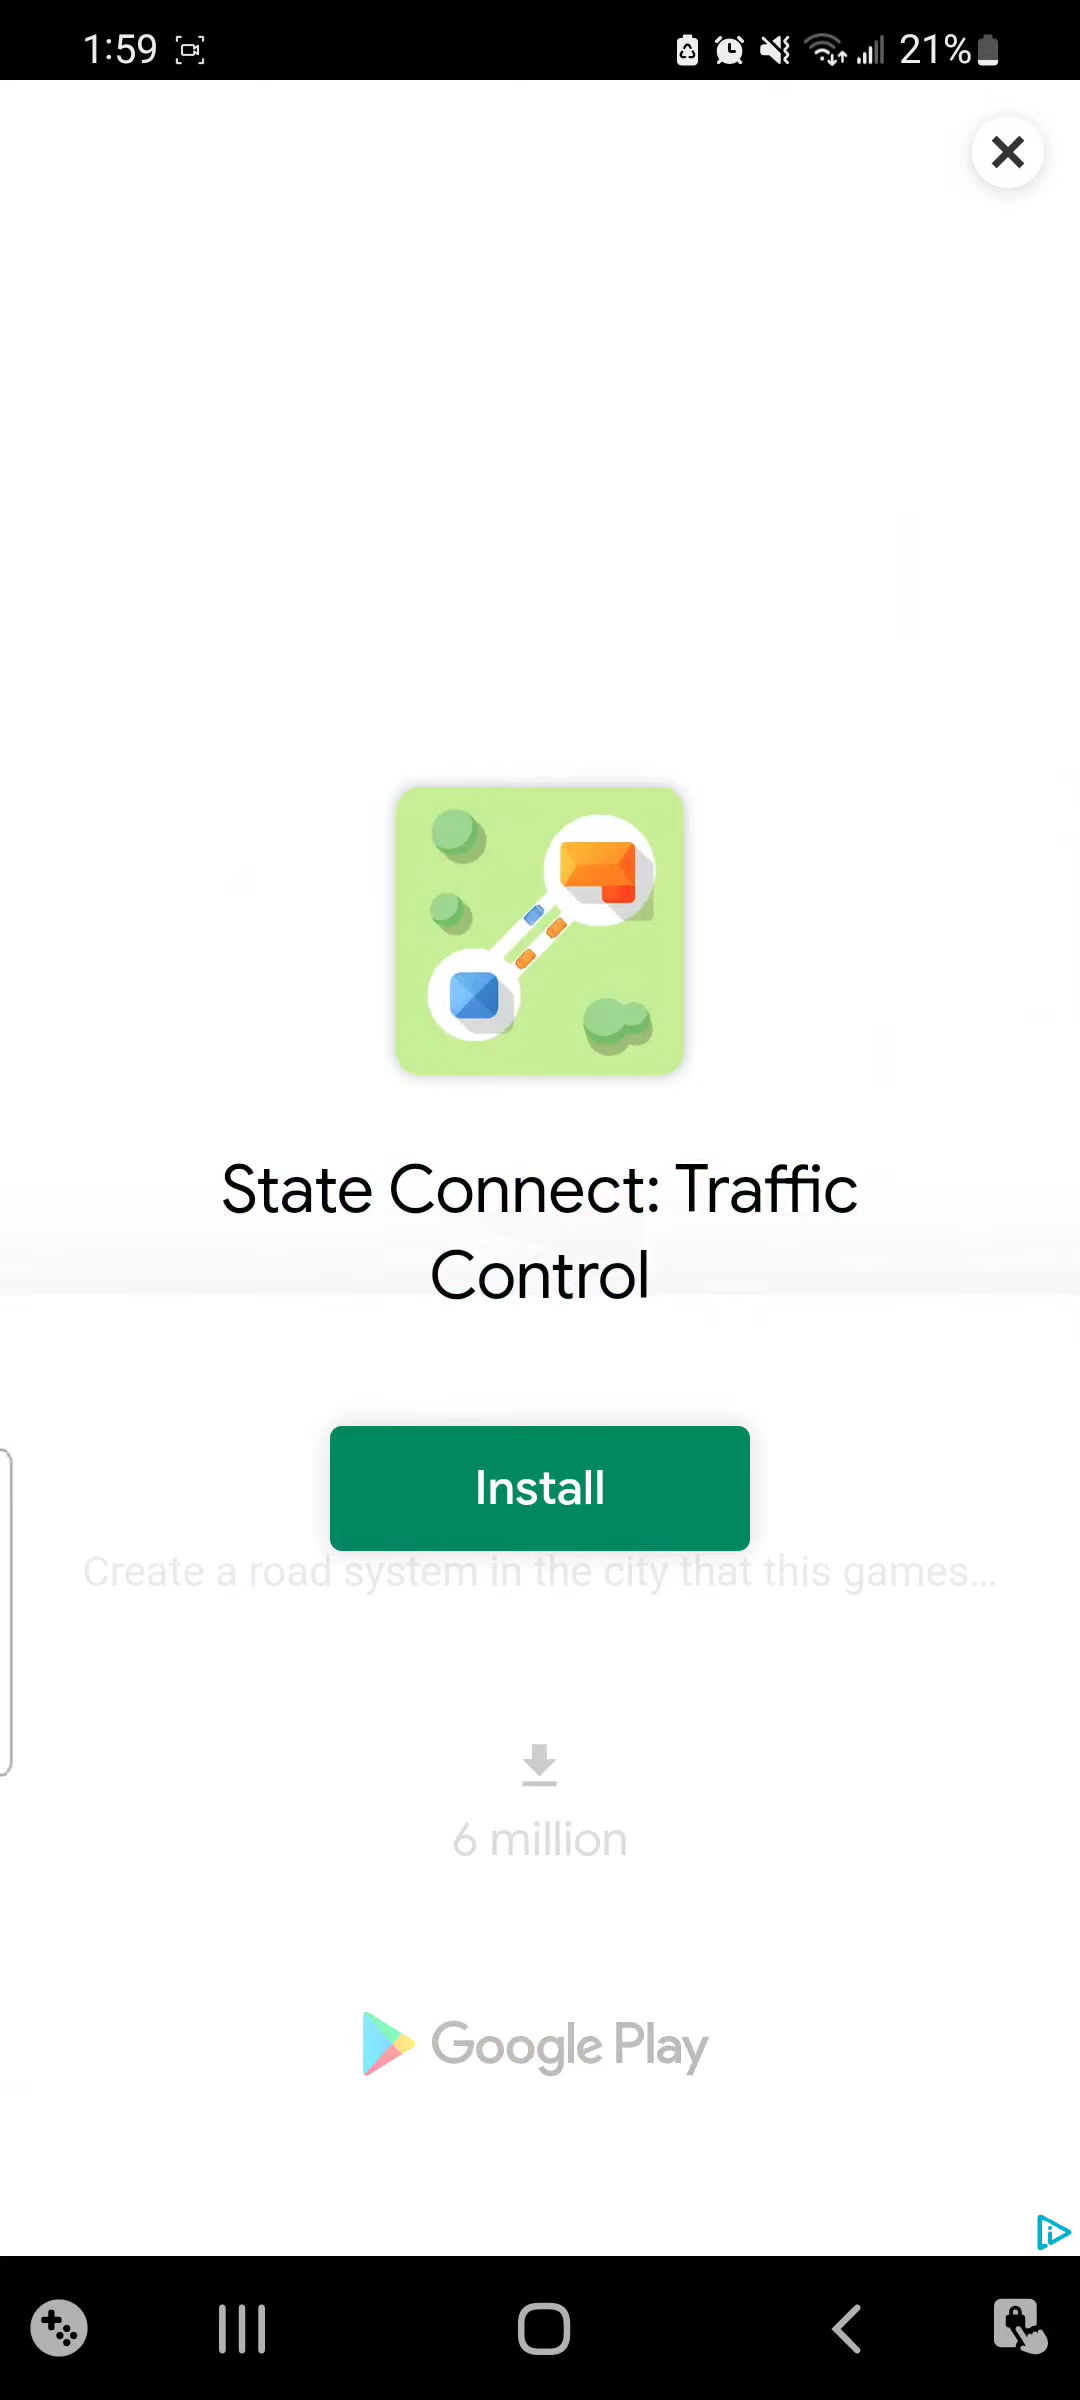 1:59
21%
State Connect: Traffic
Control
Install
Create a road system in the city that this games...
6 million
Google Play